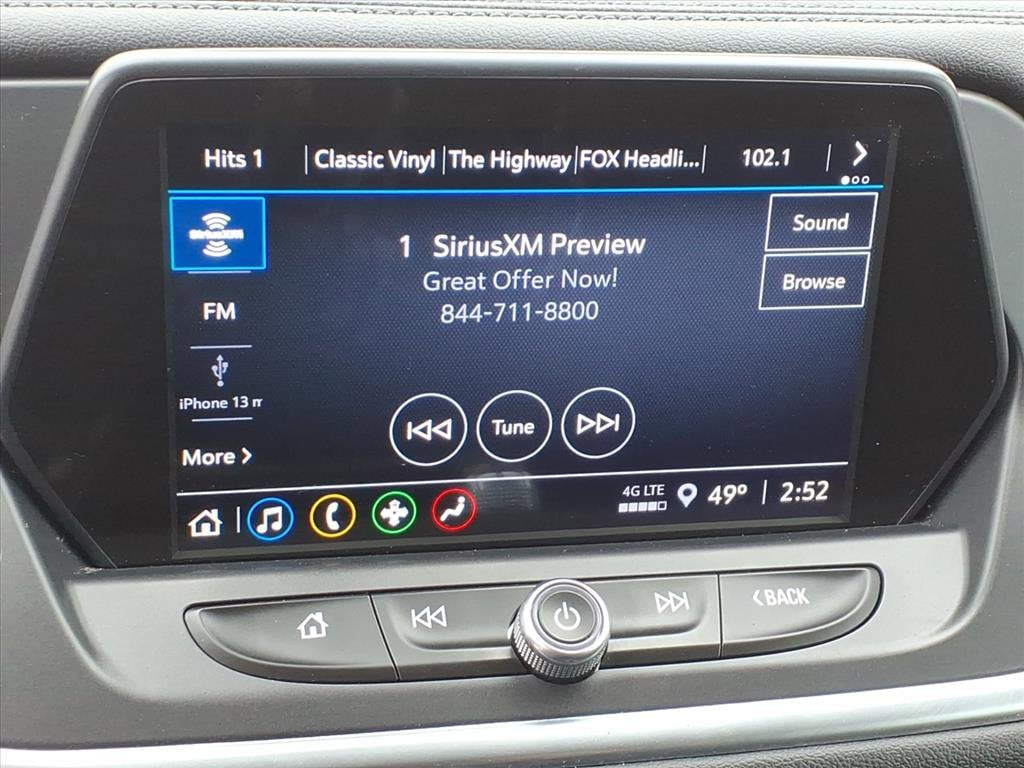 Hits 1 Classic Vinyl The Highway FOX Headli... 102.1
SiriusXM
1 SiriusXM Preview
Great Offer Now!
844-711-8800
Sound
Browse
FM
iPhone 13 m
More
Tune
4G LTE 49° 2:52
BACK